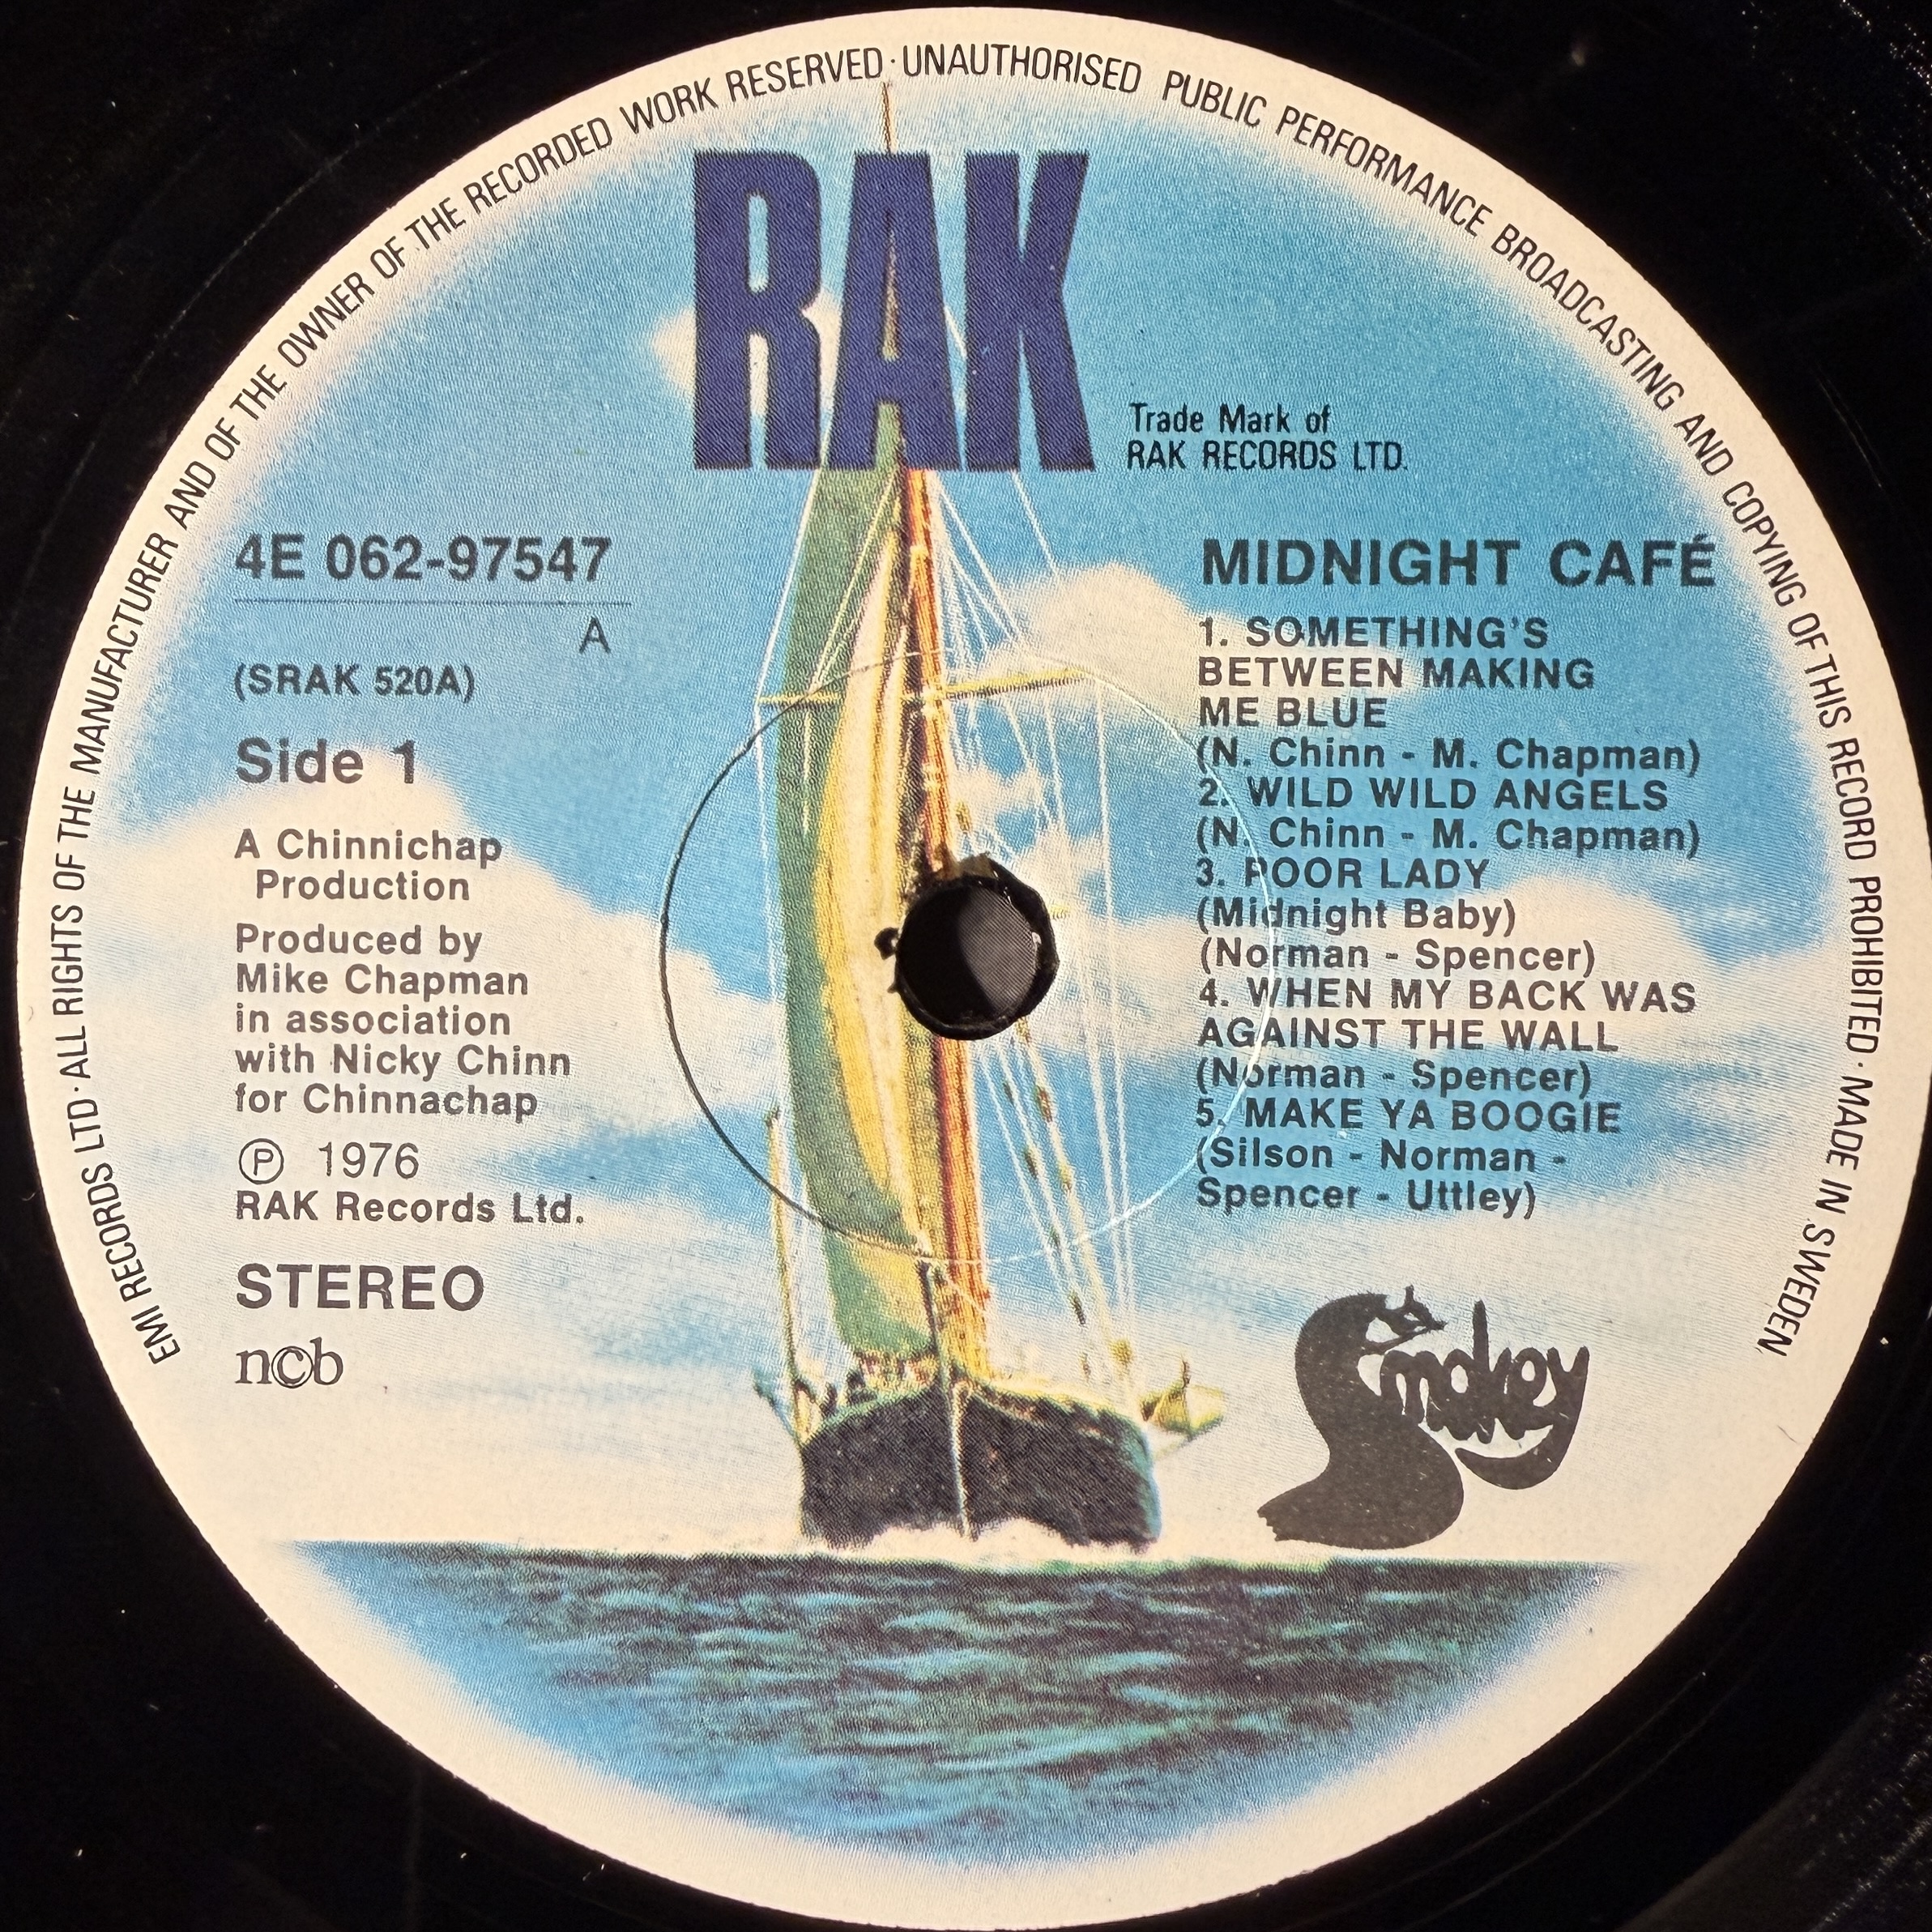 EMI RECORDS LTD · ALL RIGHTS OF THE MANUFACTURER AND OF THE OWNER OF THE RECORDED WORK RESERVED · UNAUTHORISED PUBLIC PERFORMANCE BROADCASTING AND COPYING OF THIS RECORD PROHIBITED · MADE IN SWEDEN
RAK
Trade Mark of
RAK RECORDS LTD.
4E 062-97547
A
(SRAK 520A)
Side 1
A Chinnichap
Production
Produced by
Mike Chapman
in association
with Nicky Chinn
for Chinnachap
Ⓟ 1976
RAK Records Ltd.
STEREO
ncb
MIDNIGHT CAFÉ
1. SOMETHING'S
BETWEEN MAKING
ME BLUE
(N. Chinn - M. Chapman)
2. WILD WILD ANGELS
(N. Chinn - M. Chapman)
3. POOR LADY
(Midnight Baby)
(Norman - Spencer)
4. WHEN MY BACK WAS
AGAINST THE WALL
(Norman - Spencer)
5. MAKE YA BOOGIE
(Silson - Norman -
Spencer - Uttley)
Smokey